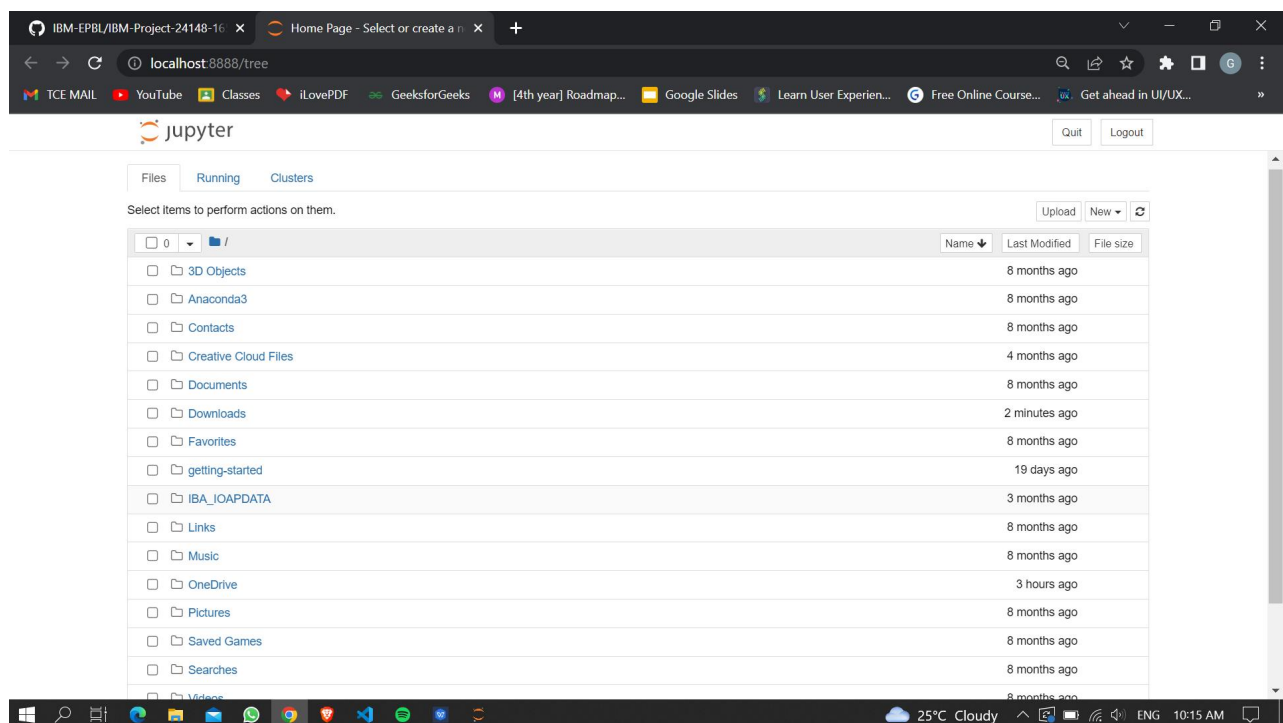 IBM-EPBL/IBM-Project-24148-16 Home Page - Select or create a n
localhost:8888/tree G
TCE MAIL YouTube Classes iLovePDF GeeksforGeeks M [4th year] Roadmap... Google Slides Learn User Experien... G Free Online Course... UX Get ahead in UI/UX... »
jupyter Quit Logout
Files Running Clusters
Select items to perform actions on them. Upload New
0 / Name Last Modified File size
3D Objects 8 months ago
Anaconda3 8 months ago
Contacts 8 months ago
Creative Cloud Files 4 months ago
Documents 8 months ago
Downloads 2 minutes ago
Favorites 8 months ago
getting-started 19 days ago
IBA_IOAPDATA 3 months ago
Links 8 months ago
Music 8 months ago
OneDrive 3 hours ago
Pictures 8 months ago
Saved Games 8 months ago
Searches 8 months ago
Videos 8 months ago
25°C Cloudy ENG 10:15 AM